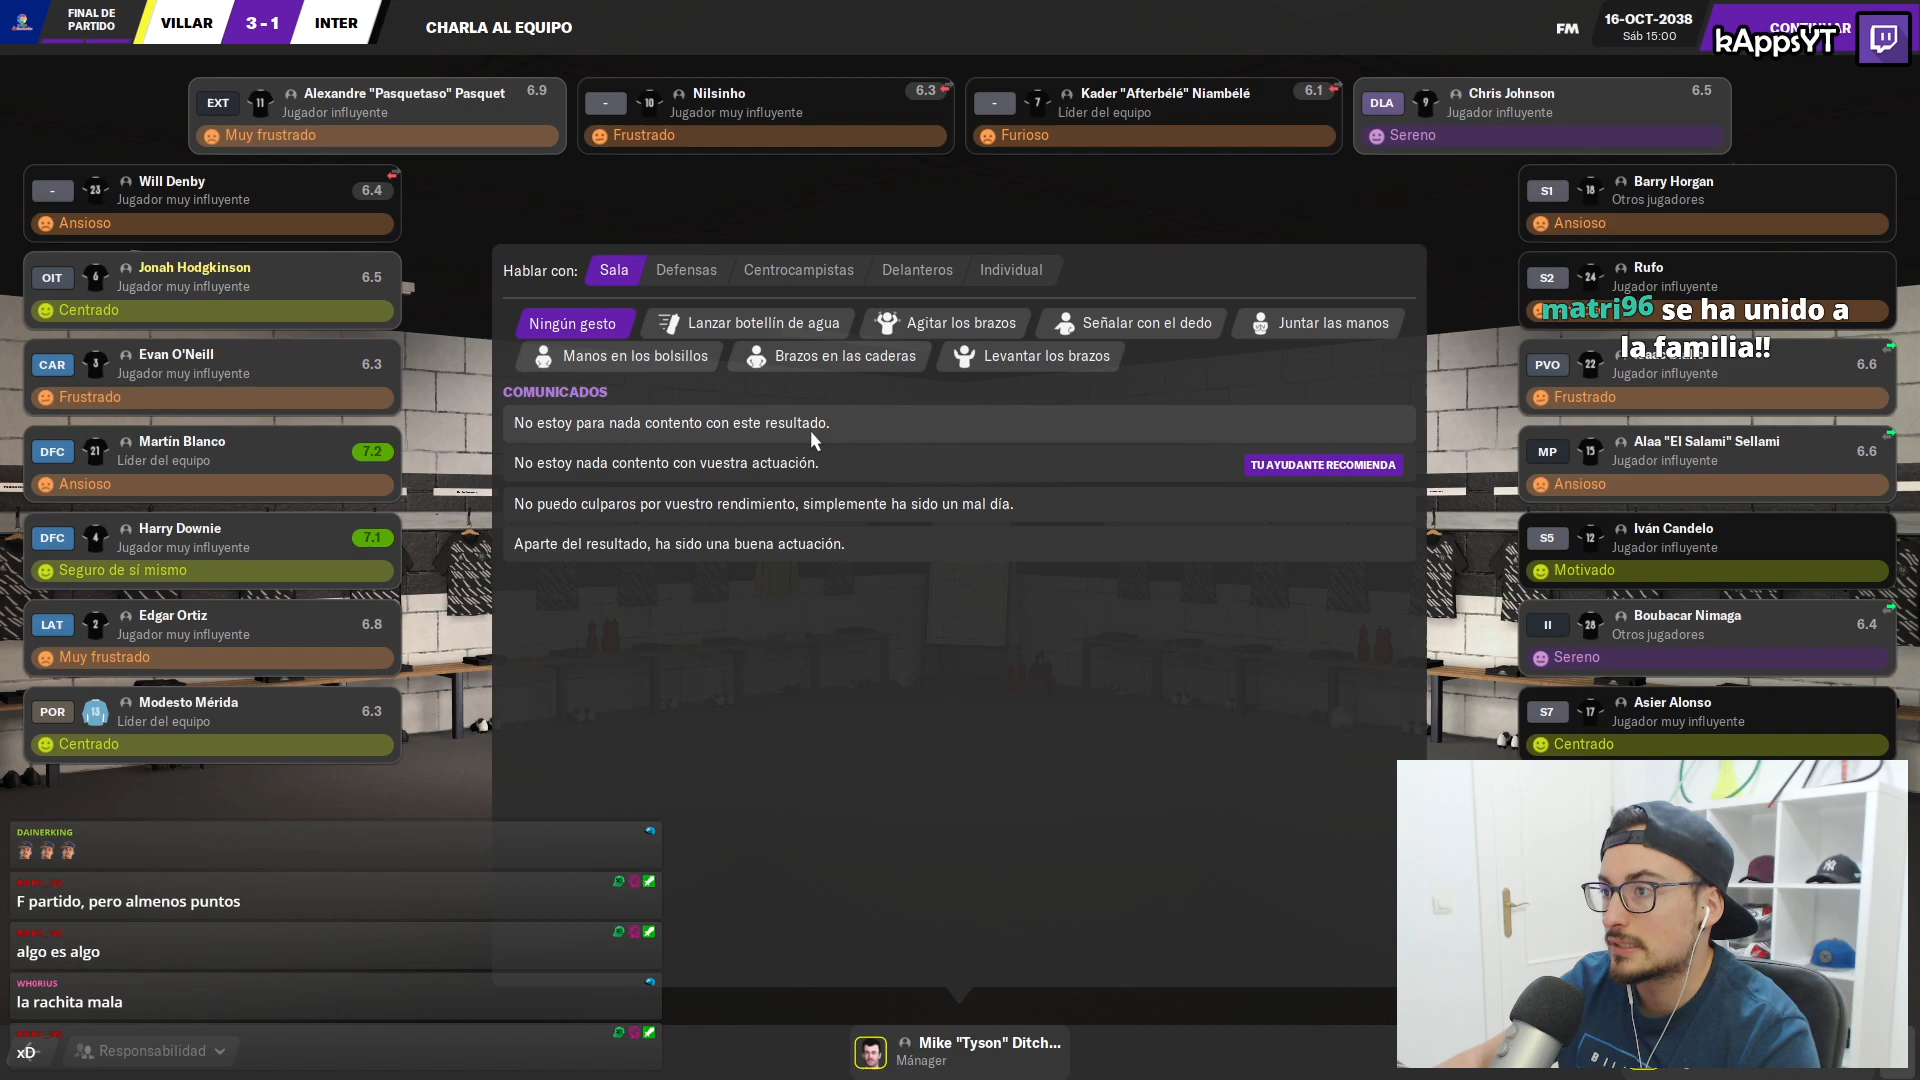 FINAL DE
PARTIDO
VILLAR
3 - 1
INTER
CHARLA AL EQUIPO
FM
16-OCT-2038
Sáb 15:00
CONTINUAR
kAppsYT
EXT
11
Alexandre "Pasquetaso" Pasquet
6.9
Jugador influyente
Muy frustrado
-
10
Nilsinho
6.3
Jugador muy influyente
Frustrado
-
7
Kader "Afterbélé" Niambélé
6.1
Líder del equipo
Furioso
DLA
9
Chris Johnson
6.5
Jugador influyente
Sereno
-
23
Will Denby
6.4
Jugador muy influyente
Ansioso
OIT
6
Jonah Hodgkinson
6.5
Jugador muy influyente
Centrado
CAR
3
Evan O'Neill
6.3
Jugador muy influyente
Frustrado
DFC
21
Martín Blanco
7.2
Líder del equipo
Ansioso
DFC
4
Harry Downie
7.1
Jugador muy influyente
Seguro de sí mismo
LAT
2
Edgar Ortiz
6.8
Jugador muy influyente
Muy frustrado
POR
13
Modesto Mérida
6.3
Líder del equipo
Centrado
Hablar con:
Sala
Defensas
Centrocampistas
Delanteros
Individual
Ningún gesto
Lanzar botellín de agua
Agitar los brazos
Señalar con el dedo
Juntar las manos
Manos en los bolsillos
Brazos en las caderas
Levantar los brazos
COMUNICADOS
No estoy para nada contento con este resultado.
No estoy nada contento con vuestra actuación.
TU AYUDANTE RECOMIENDA
No puedo culparos por vuestro rendimiento, simplemente ha sido un mal día.
Aparte del resultado, ha sido una buena actuación.
S1
18
Barry Horgan
Otros jugadores
Ansioso
S2
24
Rufo
Jugador influyente
matri96 se ha unido a
la familia!!
PVO
22
6.6
Jugador influyente
Frustrado
MP
15
Alaa "El Salami" Sellami
6.6
Jugador influyente
Ansioso
S5
12
Iván Candelo
Jugador influyente
Motivado
II
28
Boubacar Nimaga
6.4
Otros jugadores
Sereno
S7
17
Asier Alonso
Jugador muy influyente
Centrado
DAINERKING
F partido, pero almenos puntos
algo es algo
WH0RIUS
la rachita mala
xD
Responsabilidad
Mike "Tyson" Ditch...
Mánager